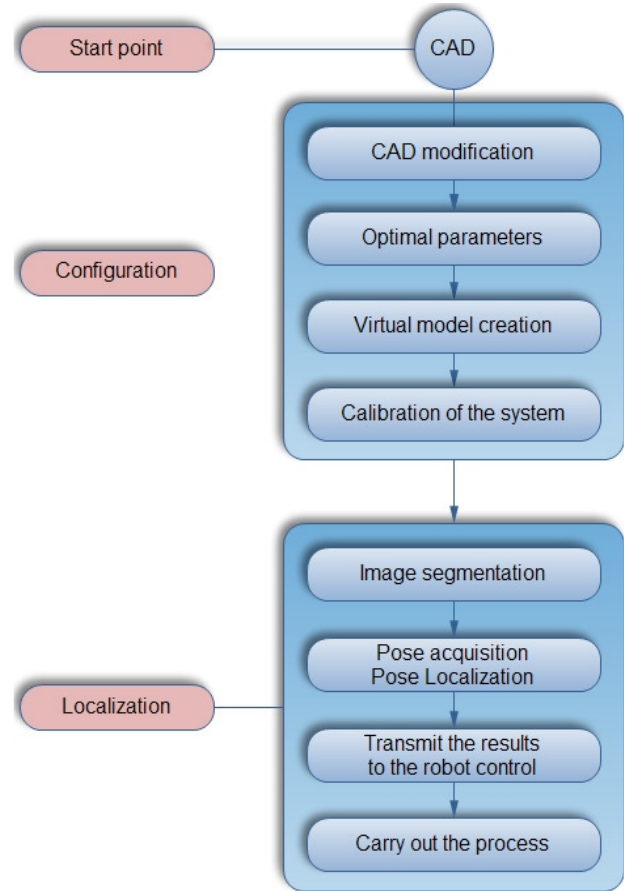 Start point
CAD
CAD modification
Optimal parameters
Configuration
Virtual model creation
Calibration of the system
Image segmentation
Pose acquisition
Pose Localization
Localization
Transmit the results
to the robot control
Carry out the process